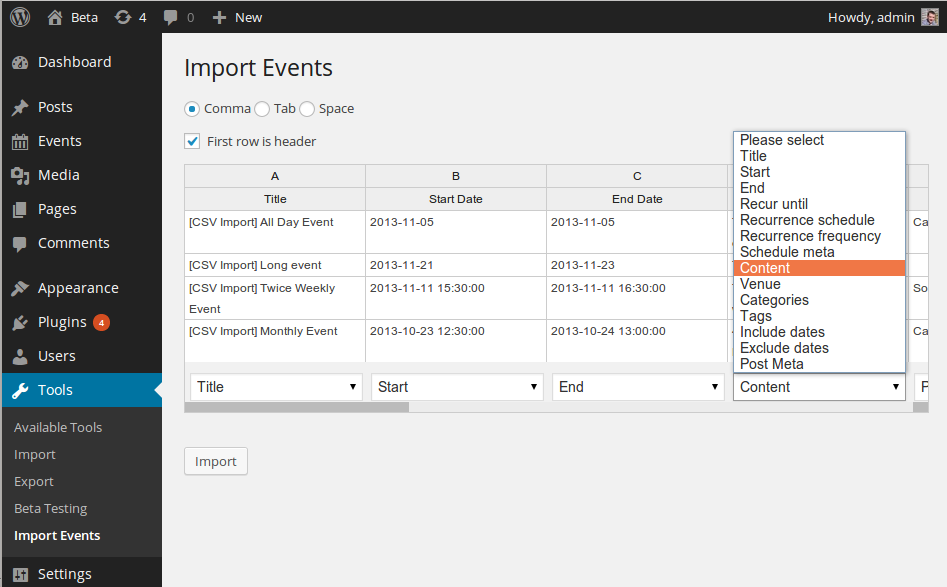 Beta 4 0 New Howdy, admin
Dashboard
Posts
Events
Media
Pages
Comments
Appearance
Plugins 4
Users
Tools
Available Tools
Import
Export
Beta Testing
Import Events
Settings
Import Events
Comma Tab Space
First row is header
A B C
Title Start Date End Date
[CSV Import] All Day Event 2013-11-05 2013-11-05
[CSV Import] Long event 2013-11-21 2013-11-23
[CSV Import] Twice Weekly 2013-11-11 15:30:00 2013-11-11 16:30:00
Event
[CSV Import] Monthly Event 2013-10-23 12:30:00 2013-10-24 13:00:00
Please select
Title
Start
End
Recur until
Recurrence schedule
Recurrence frequency
Schedule meta
Content
Venue
Categories
Tags
Include dates
Exclude dates
Post Meta
Title Start End Content
Import